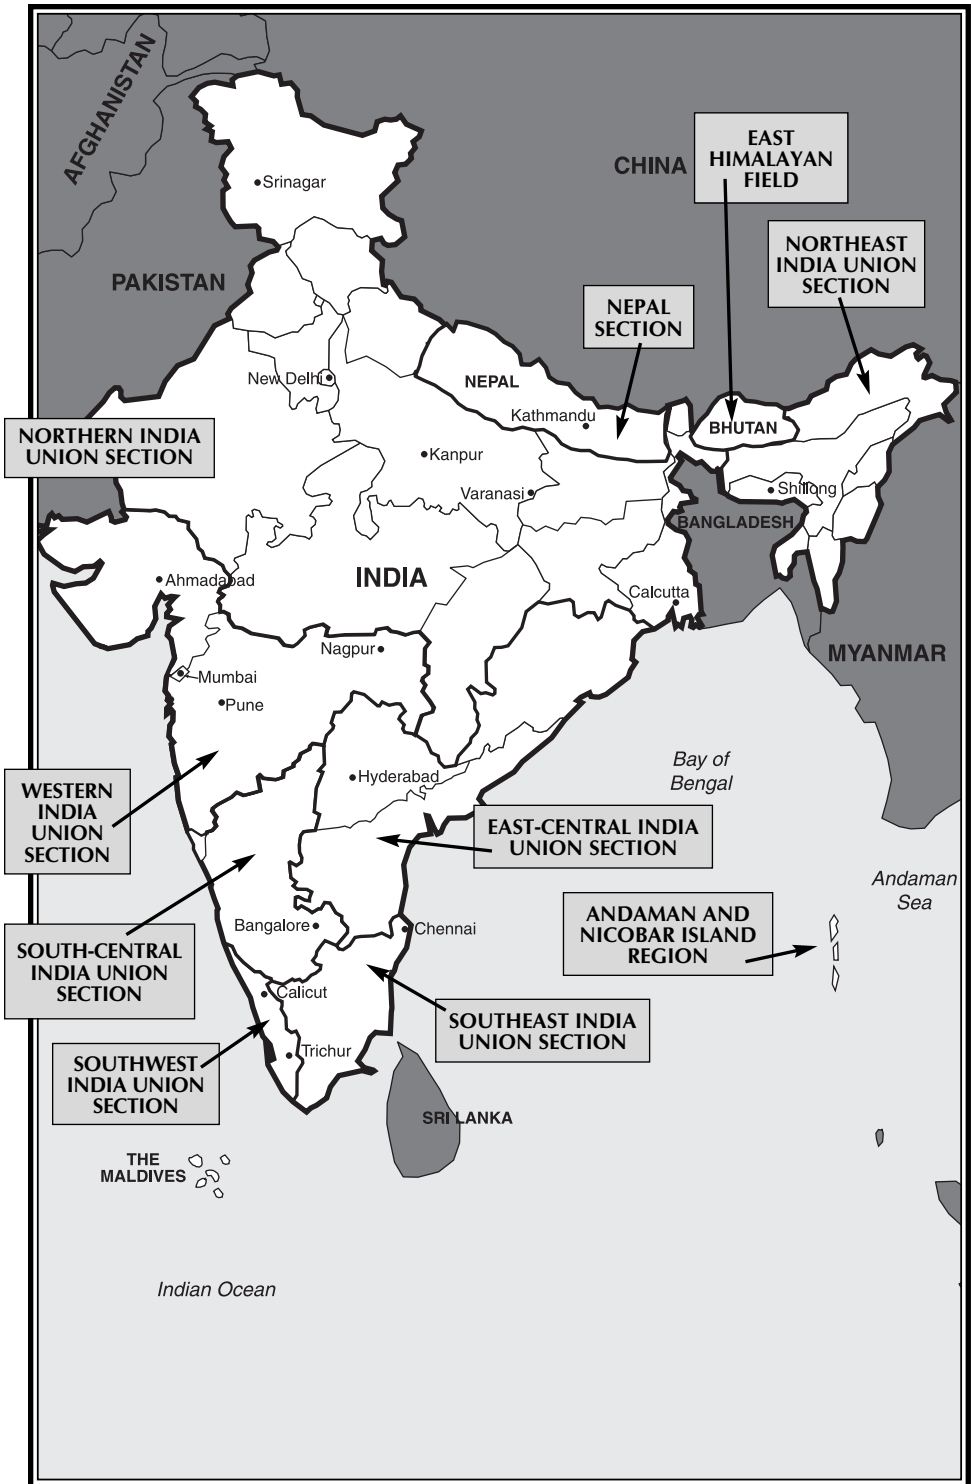 AFGHANISTAN
CHINA
EAST
HIMALAYAN
FIELD
Srinagar
NORTHEAST
INDIA UNION
SECTION
PAKISTAN
NEPAL
SECTION
New Delhi
NEPAL
Kathmandu
BHUTAN
NORTHERN INDIA
UNION SECTION
Kanpur
Varanasi
Shillong
BANGLADESH
Ahmadabad
INDIA
Calcutta
Nagpur
MYANMAR
Mumbai
Pune
Bay of
Bengal
Hyderabad
WESTERN
INDIA
UNION
SECTION
EAST-CENTRAL INDIA
UNION SECTION
Andaman
Sea
Bangalore
Chennai
ANDAMAN AND
NICOBAR ISLAND
REGION
SOUTH-CENTRAL
INDIA UNION
SECTION
Calicut
SOUTHEAST INDIA
UNION SECTION
Trichur
SOUTHWEST
INDIA UNION
SECTION
SRI LANKA
THE
MALDIVES
Indian Ocean